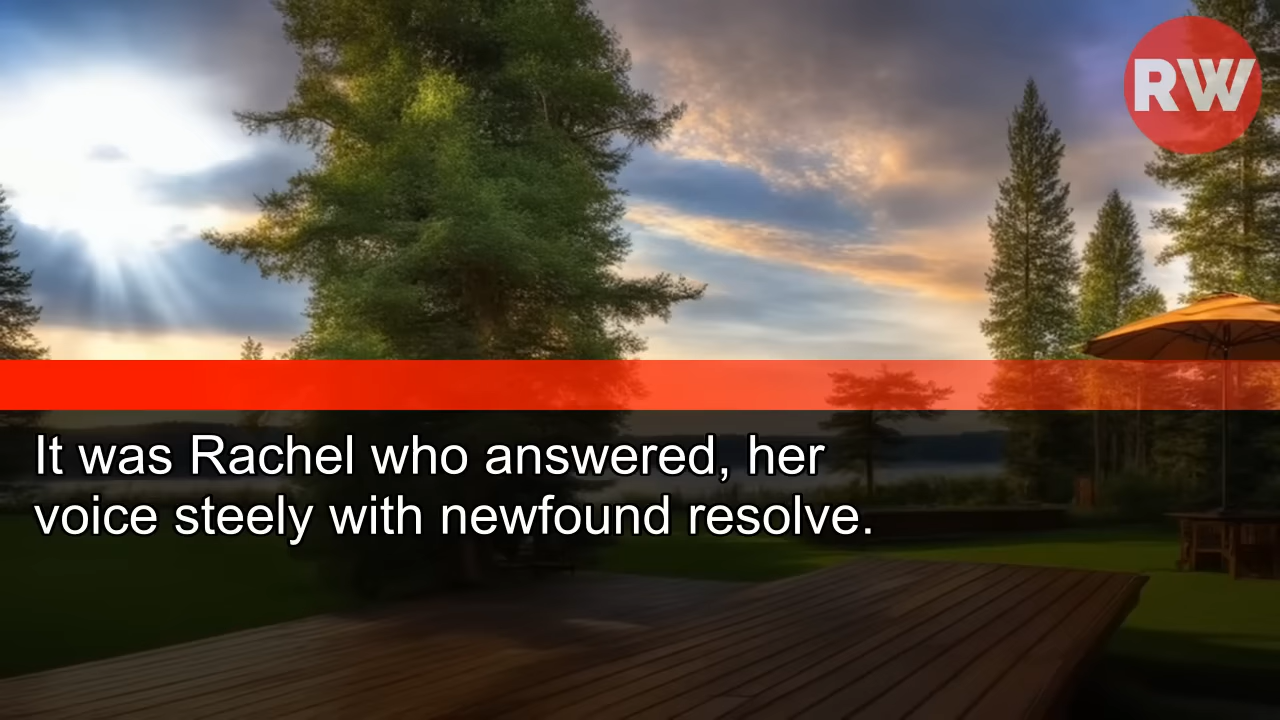 RW
It was Rachel who answered, her
voice steely with newfound resolve.